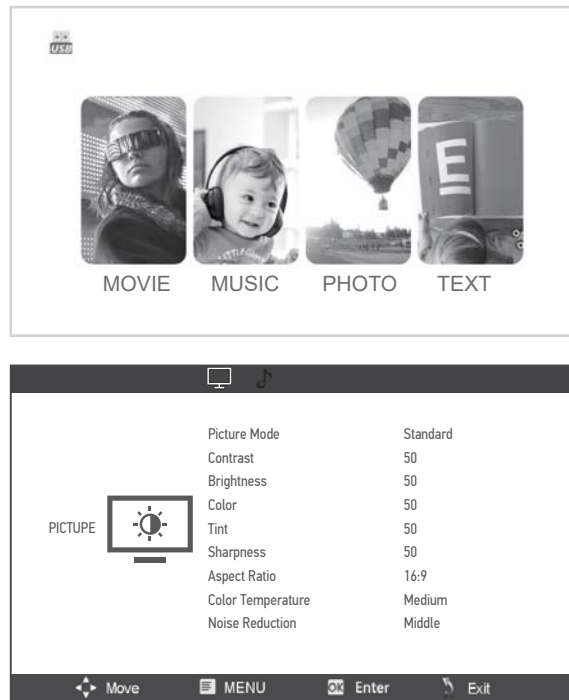 USB
E
MOVIE MUSIC PHOTO TEXT
PICTUPE
Picture Mode Standard
Contrast 50
Brightness 50
Color 50
Tint 50
Sharpness 50
Aspect Ratio 16:9
Color Temperature Medium
Noise Reduction Middle
Move MENU OK Enter Exit